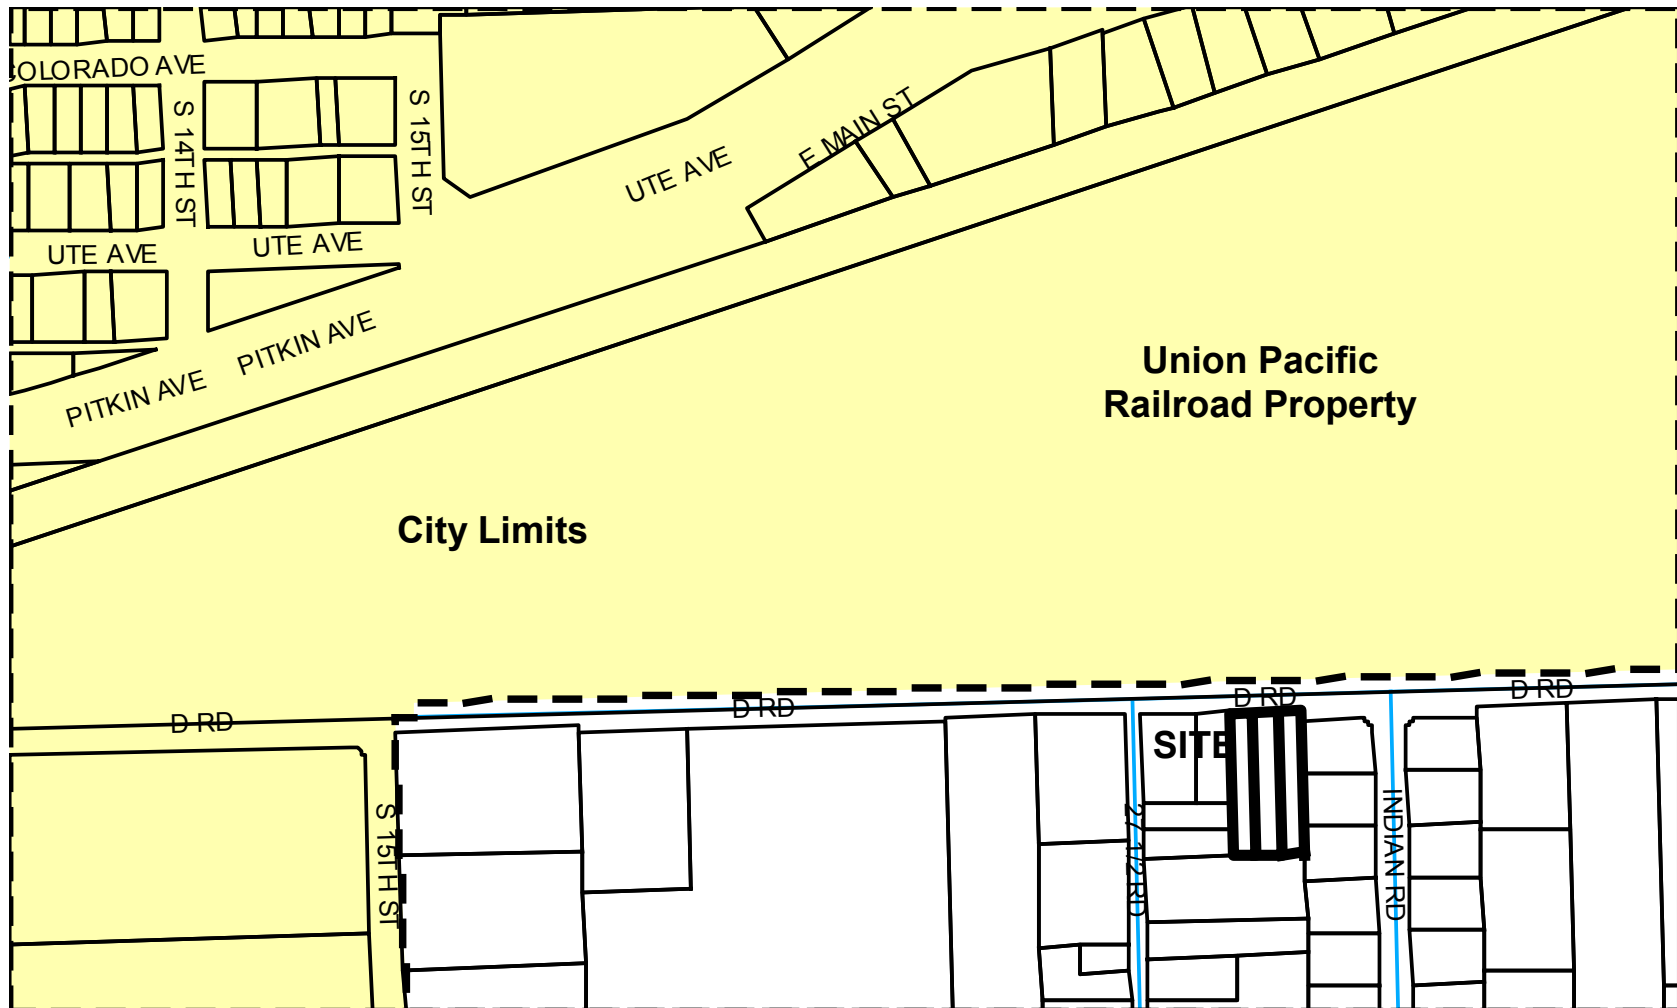 COLORADO AVE
S 14TH ST
S 15TH ST
E MAIN ST
UTE AVE
UTE AVE
UTE AVE
PITKIN AVE
PITKIN AVE
Union Pacific
Railroad Property
City Limits
D RD
D RD
D RD
D RD
SITE
S 15TH ST
27 1/2 RD
INDIAN RD